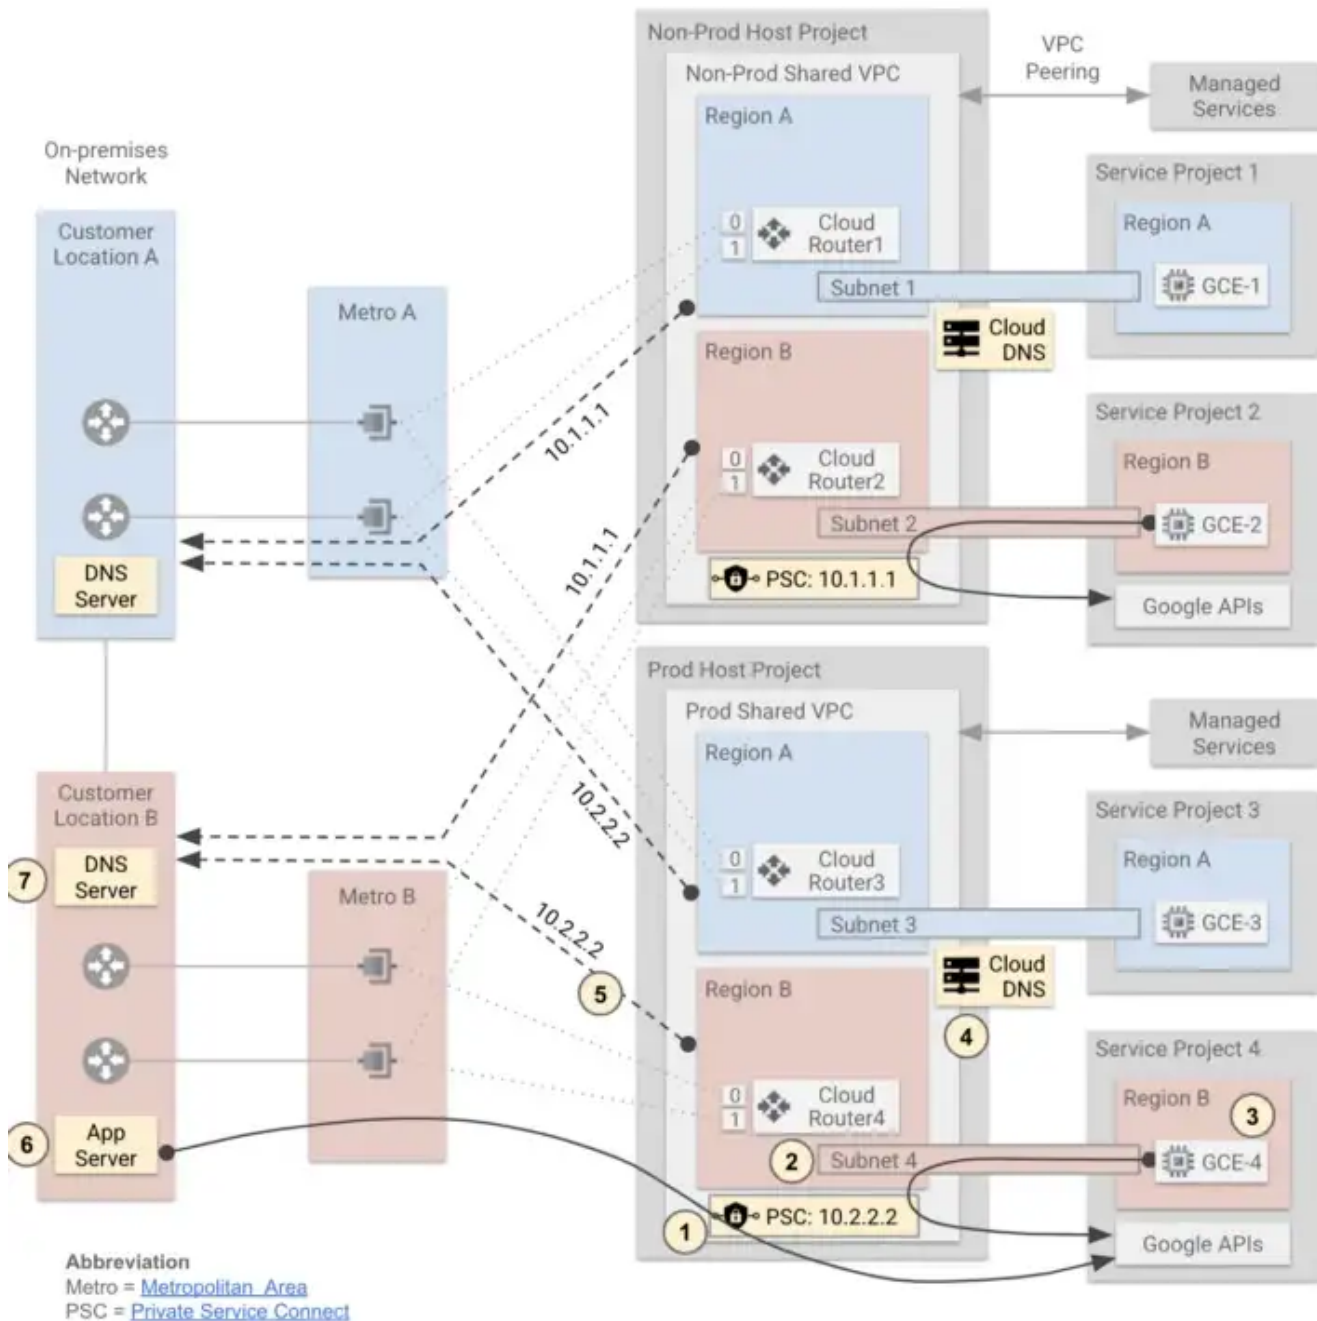 On-premises
Network
Customer
Location A
DNS
Server
Metro A
10.1.1.1
10.1.1.1
10.2.2.2
10.2.2.2
5
Customer
Location B
7
DNS
Server
Metro B
6
App
Server
Non-Prod Host Project
Non-Prod Shared VPC
Region A
0
1
Cloud
Router1
Subnet 1
Cloud
DNS
Region B
0
1
Cloud
Router2
Subnet 2
PSC: 10.1.1.1
VPC
Peering
Managed
Services
Service Project 1
Region A
GCE-1
Service Project 2
Region B
GCE-2
Google APIs
Prod Host Project
Prod Shared VPC
Region A
0
1
Cloud
Router3
Subnet 3
Cloud
DNS
4
Region B
0
1
Cloud
Router4
2
Subnet 4
1
PSC: 10.2.2.2
Managed
Services
Service Project 3
Region A
GCE-3
Service Project 4
Region B
3
GCE-4
Google APIs
Abbreviation
Metro = Metropolitan Area
PSC = Private Service Connect